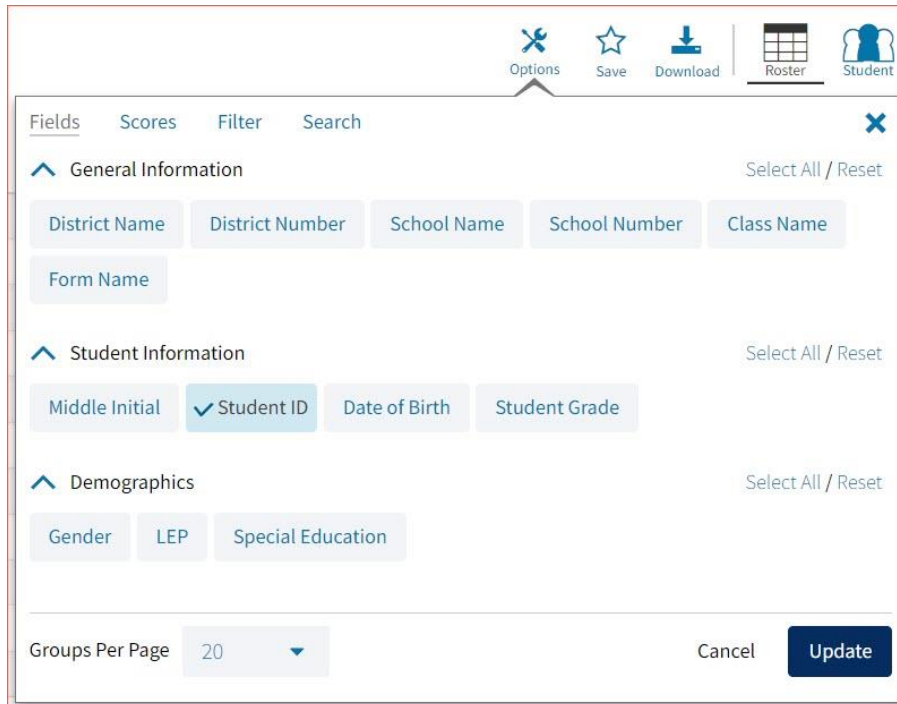 Options Save Download Roster Student
Fields Scores Filter Search
General Information Select All / Reset
District Name District Number School Name School Number Class Name
Form Name
Student Information Select All / Reset
Middle Initial Student ID Date of Birth Student Grade
Demographics Select All / Reset
Gender LEP Special Education
Groups Per Page 20 Cancel Update